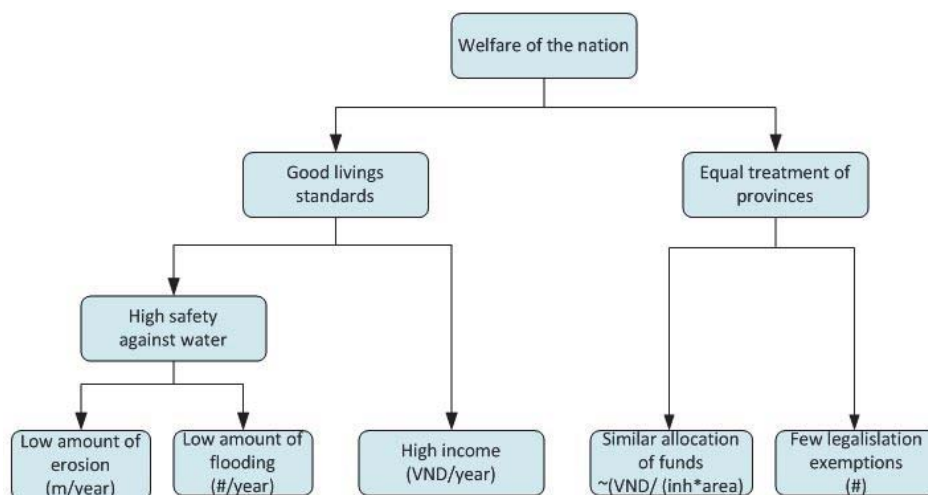 Welfare of the nation
Good livings
standards
Equal treatment of
provinces
High safety
against water
Low amount of
erosion
(m/year)
Low amount of
flooding
(#/year)
High income
(VND/year)
Similar allocation
of funds
~(VND/ (inh*area)
Few legalislation
exemptions
(#)